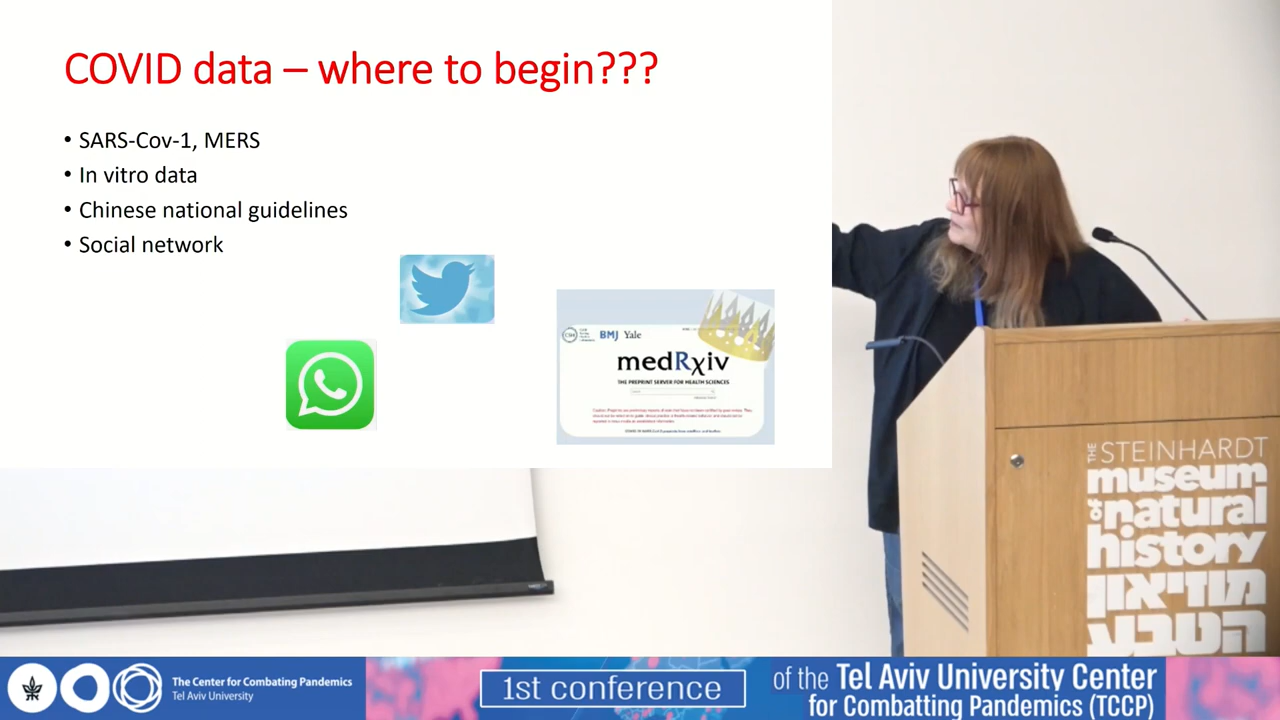 COVID data – where to begin???
• SARS-Cov-1, MERS
• In vitro data
• Chinese national guidelines
• Social network
BMJ Yale
medRχiv
THE PREPRINT SERVER FOR HEALTH SCIENCES
THE STEINHARDT
museum
of natural
history
מוזיאון
הטבע
The Center for Combating Pandemics
Tel Aviv University
1st conference
of the Tel Aviv University Center
for Combatting Pandemics (TCCP)